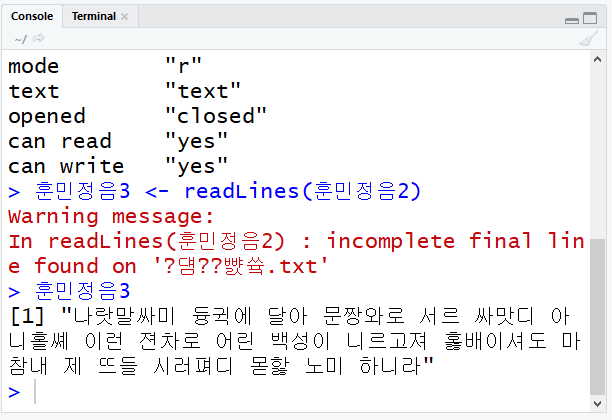 Console Terminal ×
~/
mode "r"
text "text"
opened "closed"
can read "yes"
can write "yes"
> 훈민정음3 <- readLines(훈민정음2)
Warning message:
In readLines(훈민정음2) : incomplete final lin
e found on '?덈??뺤쓬.txt'
> 훈민정음3
[1] "나랏말싸미 듕귁에 달아 문짱와로 서르 싸맛디 아
니훌쎼 이런 젼차로 어린 백성이 니르고져 홇배이셔도 마
참내 제 뜨들 시러펴디 몯핧 노미 하니라"
>